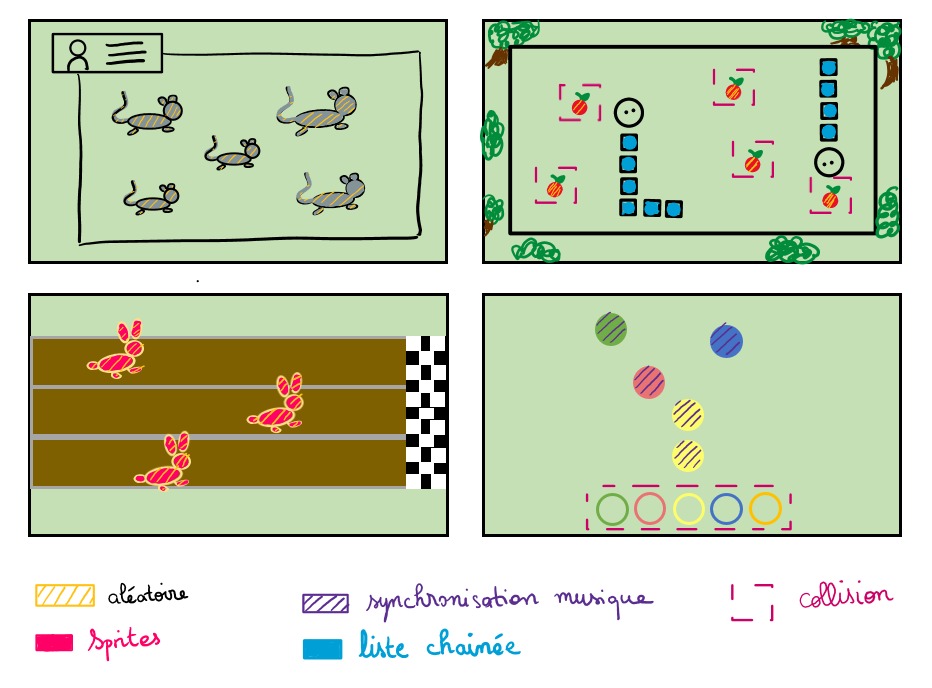 aléatoire
synchronisation musique
collision
Sprites
liste chainée